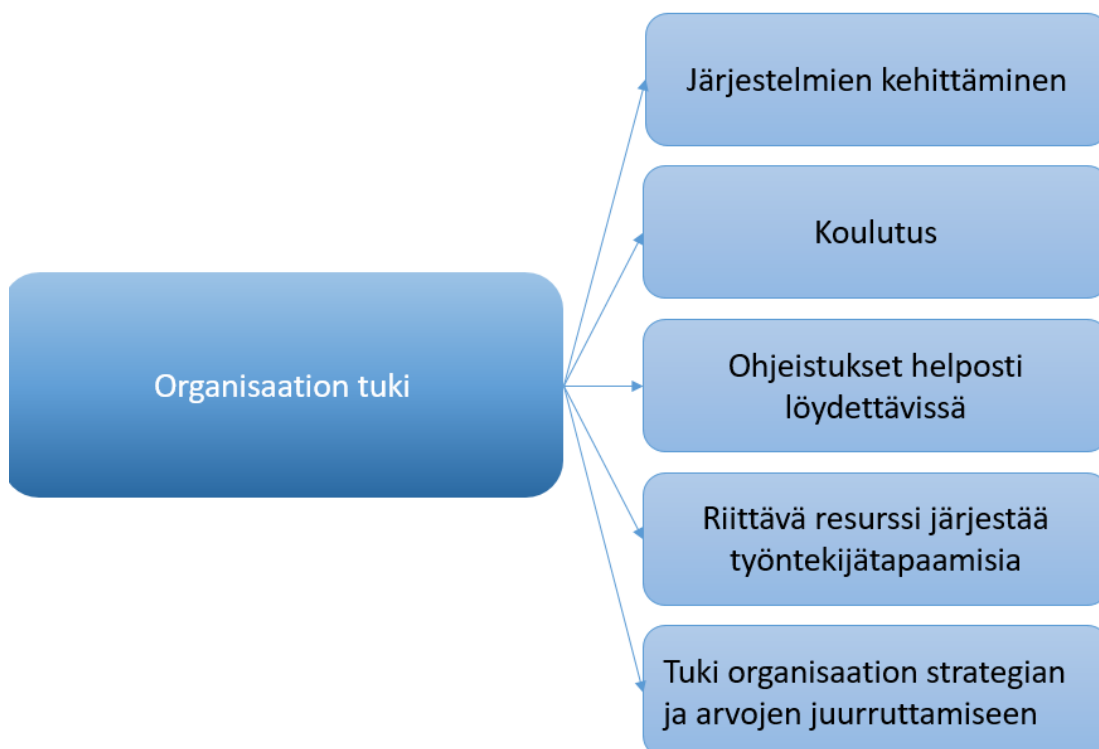 Organisaation tuki
Järjestelmien kehittäminen
Koulutus
Ohjeistukset helposti
löydettävissä
Riittävä resurssi järjestää
työntekijätapaamisia
Tuki organisaation strategian
ja arvojen juurruttamiseen